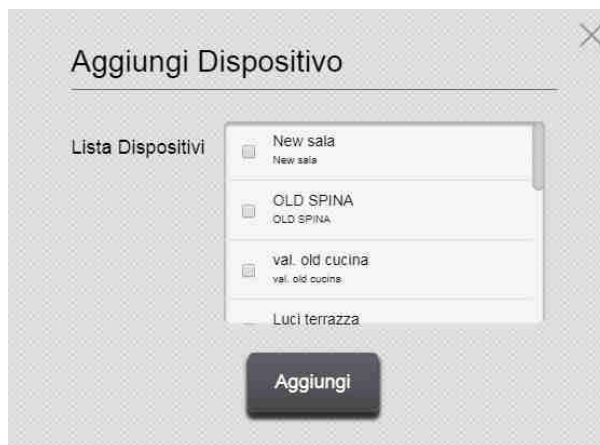 Aggiungi Dispositivo
Lista Dispositivi
New sala
New sala
OLD SPINA
OLD SPINA
val. old cucina
val. old cucina
Luci terrazza
Aggiungi